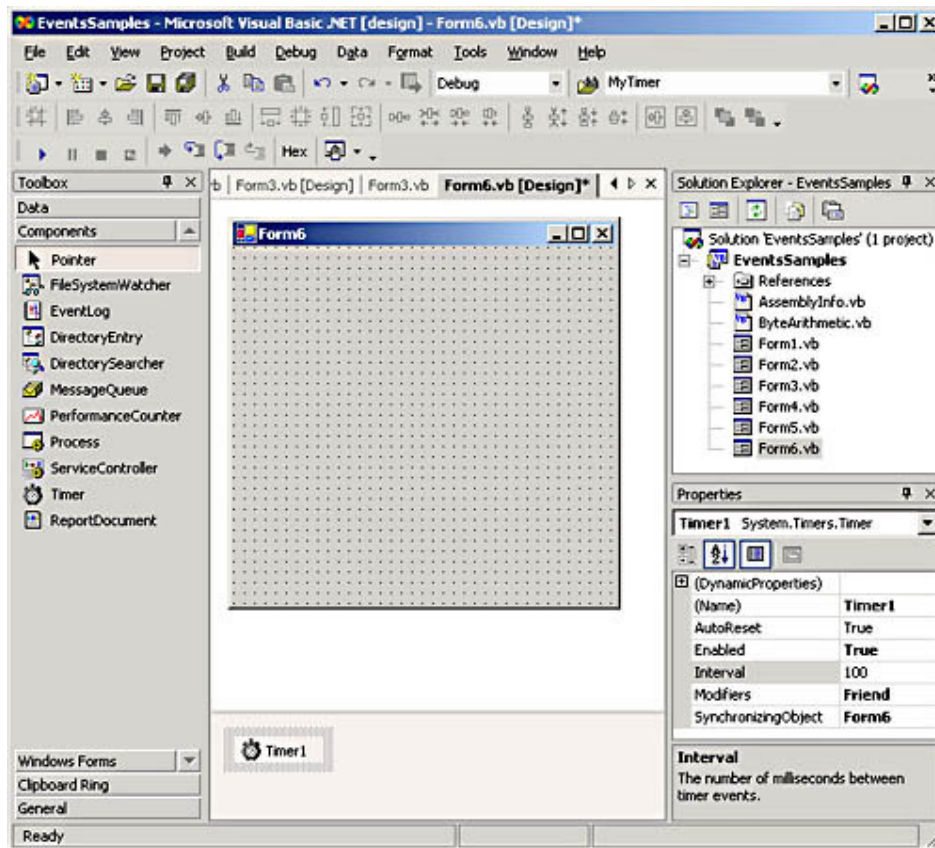 EventsSamples - Microsoft Visual Basic .NET [design] - Form6.vb [Design]*
File Edit View Project Build Debug Data Format Tools Window Help
Debug MyTimer
Hex
Toolbox
Data
Components
Pointer
FileSystemWatcher
EventLog
DirectoryEntry
DirectorySearcher
MessageQueue
PerformanceCounter
Process
ServiceController
Timer
ReportDocument
Windows Forms
Clipboard Ring
General
b Form3.vb [Design] Form3.vb Form6.vb [Design]*
Form6
Timer1
Solution Explorer - EventsSamples
Solution 'EventsSamples' (1 project)
EventsSamples
References
AssemblyInfo.vb
ByteArithmetic.vb
Form1.vb
Form2.vb
Form3.vb
Form4.vb
Form5.vb
Form6.vb
Properties
Timer1 System.Timers.Timer
(DynamicProperties)
(Name) Timer1
AutoReset True
Enabled True
Interval 100
Modifiers Friend
SynchronizingObject Form6
Interval
The number of milliseconds between
timer events.
Ready